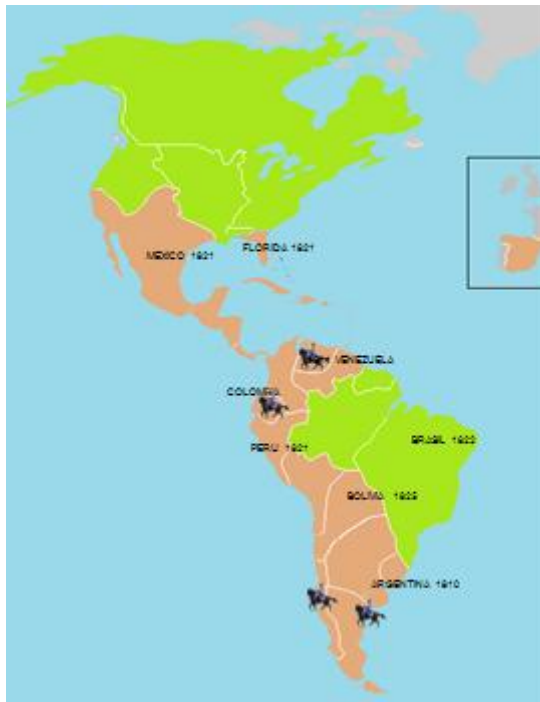 MEXICO 1821
FLORIDA 1821
VENEZUELA
COLOMBIA
PERU 1821
BRASIL 1822
BOLIVIA 1825
ARGENTINA 1810